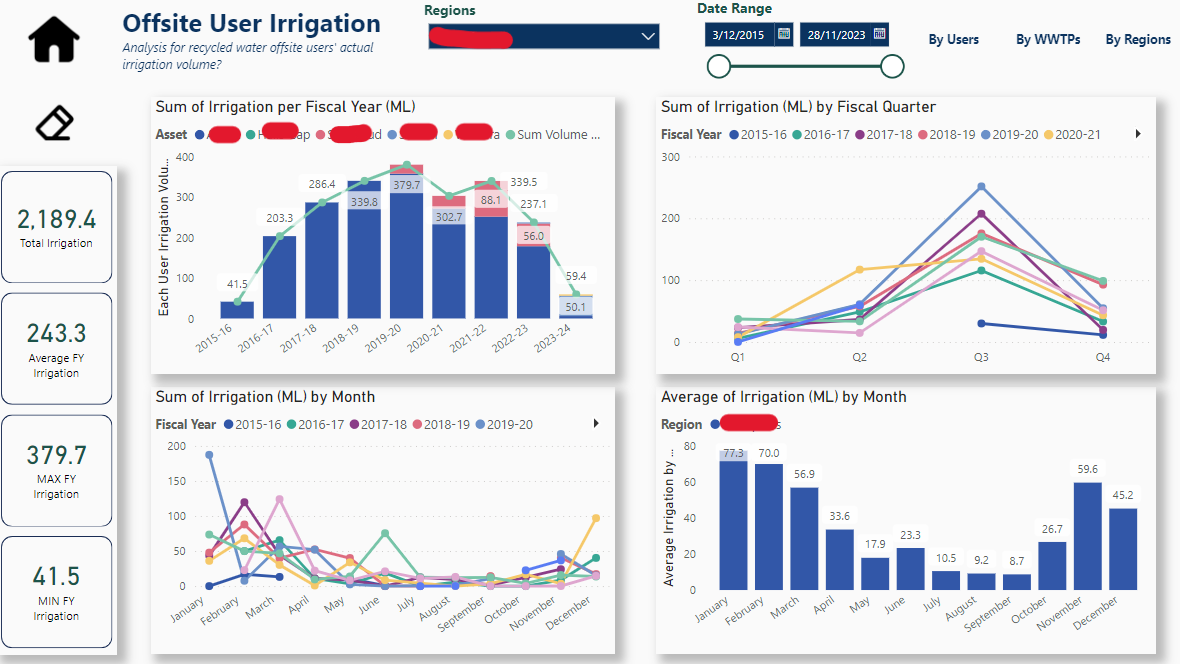 Offsite User Irrigation
Analysis for recycled water offsite users' actual
irrigation volume?
Regions
Date Range
3/12/2015
28/11/2023
By Users
By WWTPs
By Regions
2,189.4
Total Irrigation
243.3
Average FY
Irrigation
379.7
MAX FY
Irrigation
41.5
MIN FY
Irrigation
Sum of Irrigation per Fiscal Year (ML)
Asset
Sum Volume ...
Each User Irrigation Volu...
400
300
200
100
0
41.5
203.3
286.4
339.8
379.7
302.7
88.1
339.5
237.1
56.0
59.4
50.1
2015-16
2016-17
2017-18
2018-19
2019-20
2020-21
2021-22
2022-23
2023-24
Sum of Irrigation (ML) by Fiscal Quarter
Fiscal Year 2015-16 2016-17 2017-18 2018-19 2019-20 2020-21
300
200
100
0
Q1 Q2 Q3 Q4
Sum of Irrigation (ML) by Month
Fiscal Year 2015-16 2016-17 2017-18 2018-19 2019-20
200
150
100
50
0
January
February
March
April
May
June
July
August
September
October
November
December
Average of Irrigation (ML) by Month
Region
Average Irrigation by ...
80
60
40
20
0
77.3
70.0
56.9
33.6
17.9
23.3
10.5
9.2
8.7
26.7
59.6
45.2
January
February
March
April
May
June
July
August
September
October
November
December